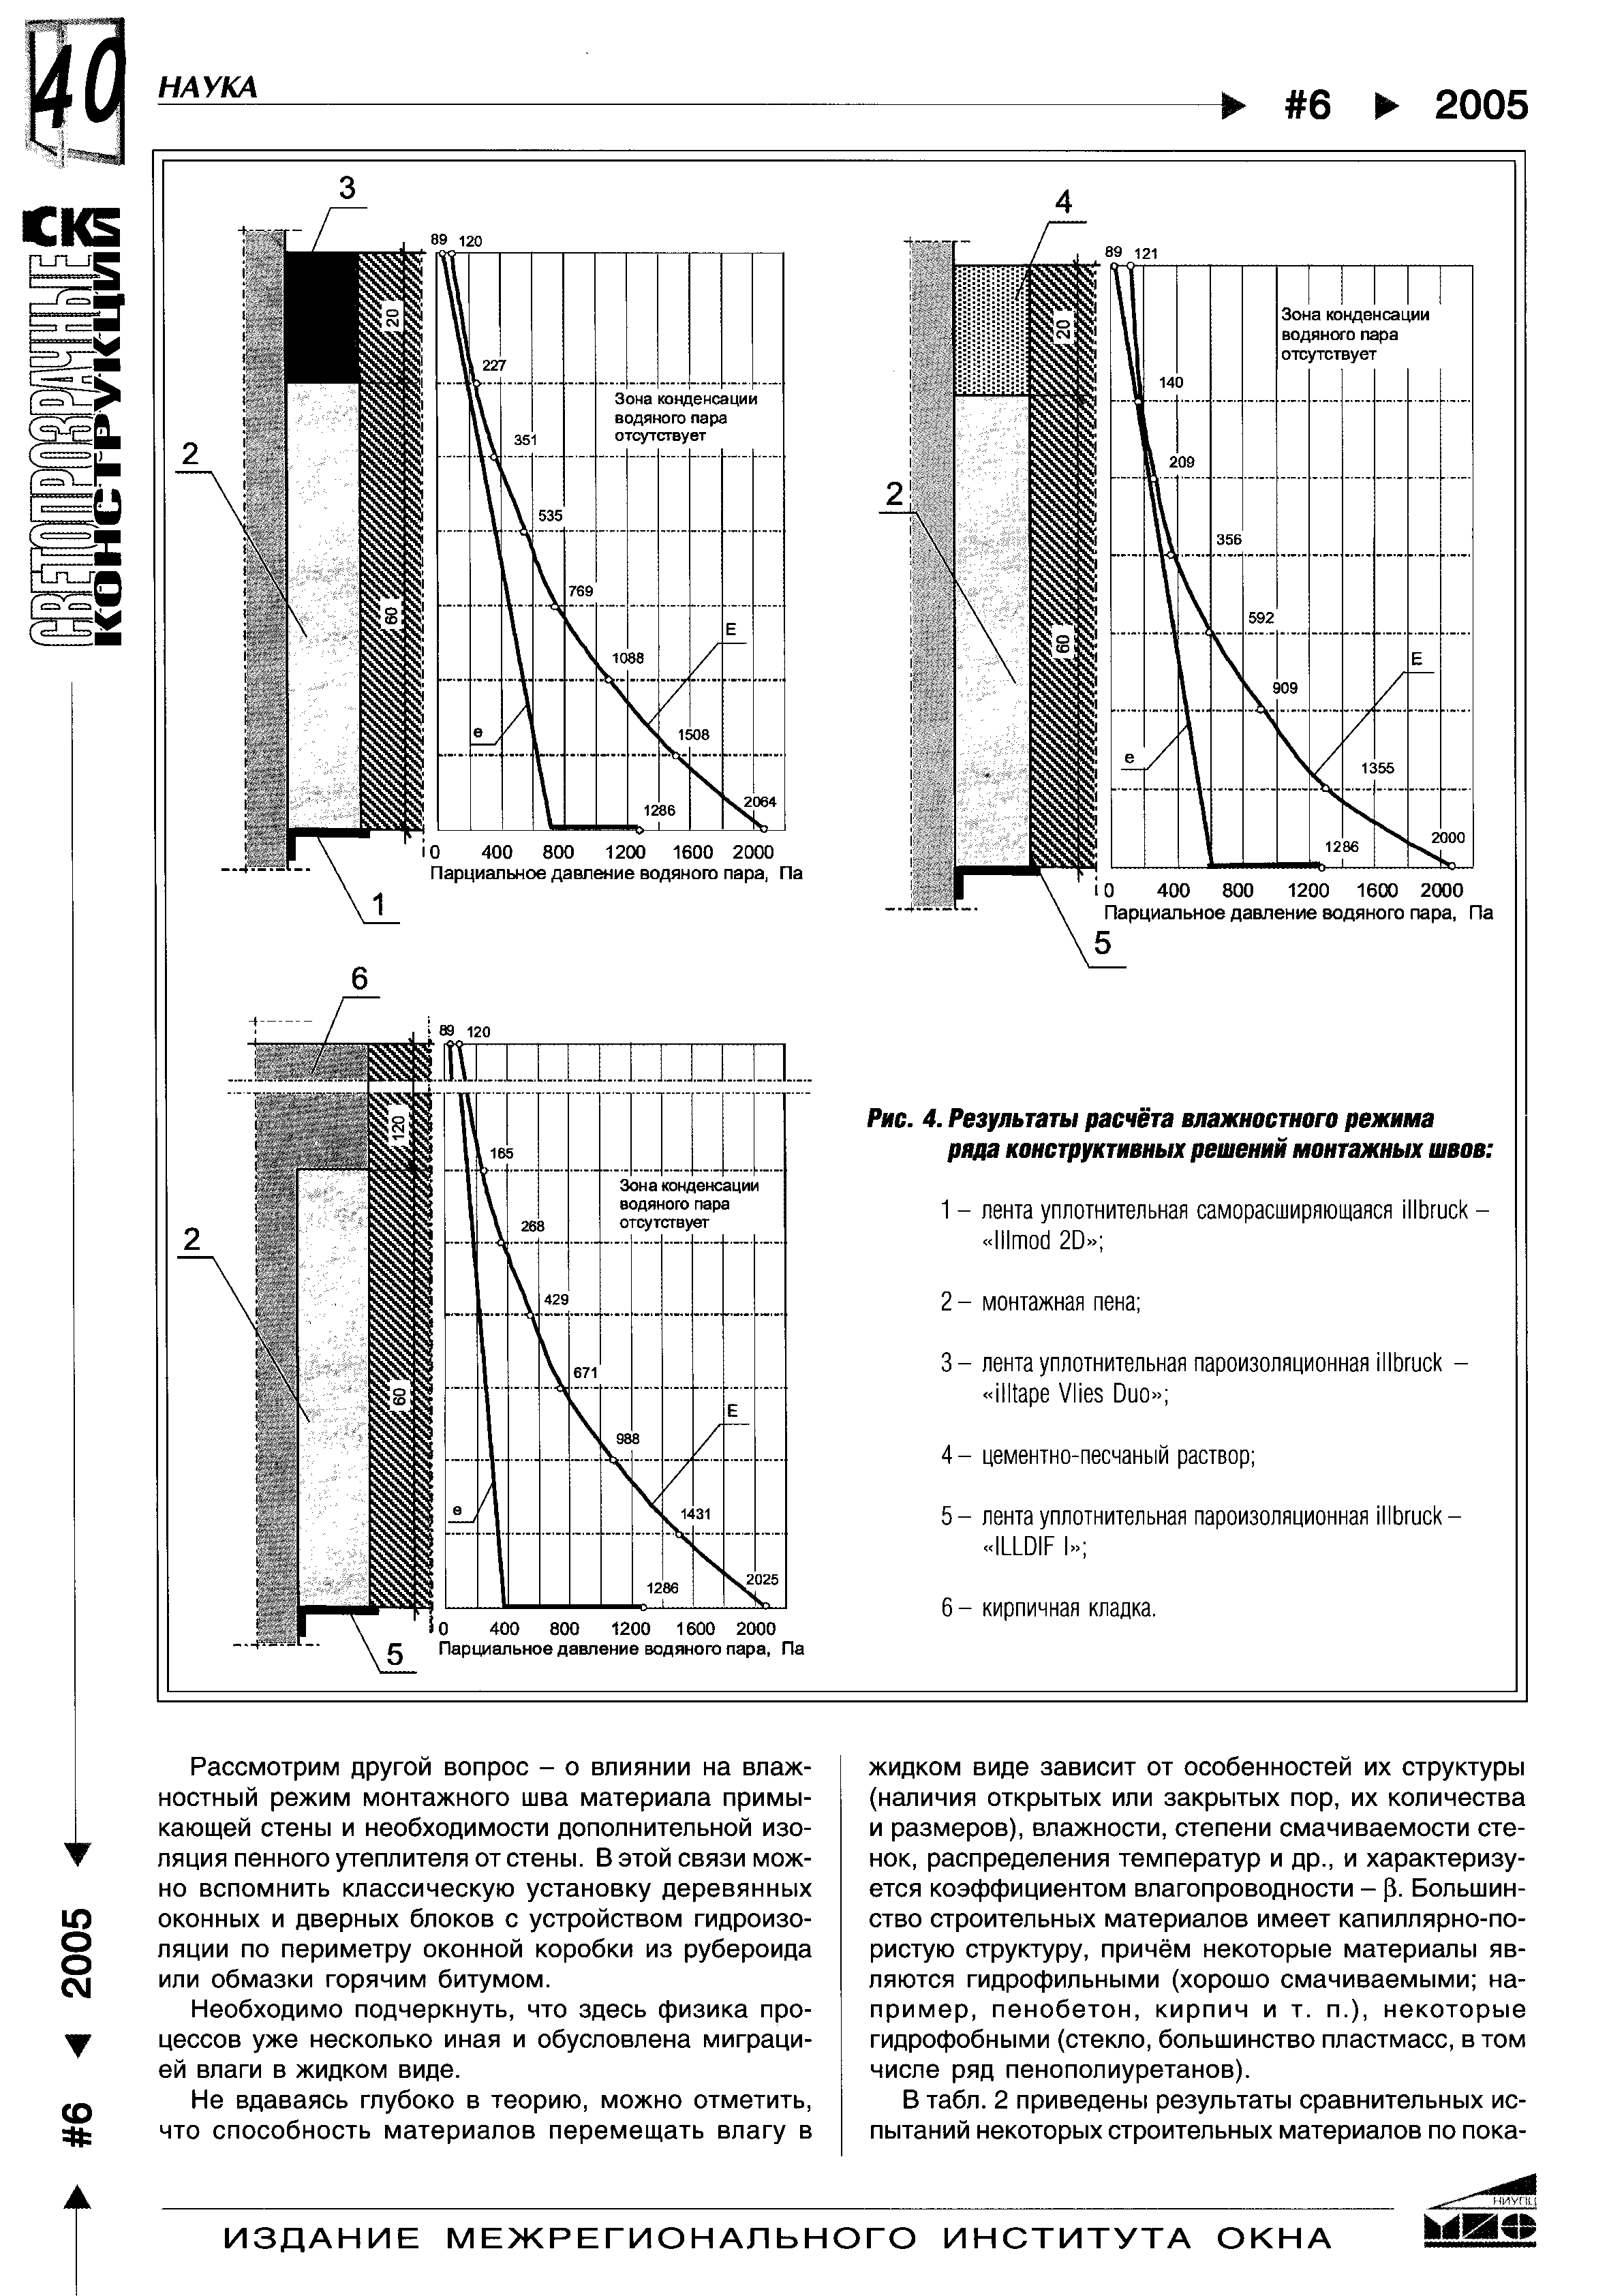 40
НАУКА
#6
2005
СК
СВЕТОПРОЗРАЧНЫЕ
КОНСТРУКЦИИ
3
89 120
20
227
Зона конденсации
водяного пара
отсутствует
351
2
535
769
60
E
1088
e
1508
1286
2064
0 400 800 1200 1600 2000
Парциальное давление водяного пара, Па
1
4
89 121
Зона конденсации
водяного пара
отсутствует
20
140
209
2
356
592
60
E
909
e
1355
2000
1286
0 400 800 1200 1600 2000
Парциальное давление водяного пара, Па
5
6
89 120
120
165
Зона конденсации
водяного пара
отсутствует
268
2
429
671
60
E
988
e
1431
2025
1286
0 400 800 1200 1600 2000
Парциальное давление водяного пара, Па
5
Рис. 4. Результаты расчёта влажностного режима
ряда конструктивных решений монтажных швов:
1 – лента уплотнительная саморасширяющаяся illbruck –
«Illmod 2D»;
2 – монтажная пена;
3 – лента уплотнительная пароизоляционная illbruck –
«illtape Vlies Duo»;
4 – цементно-песчаный раствор;
5 – лента уплотнительная пароизоляционная illbruck –
«ILLDIF I»;
6 – кирпичная кладка.
Рассмотрим другой вопрос – о влиянии на влаж-
ностный режим монтажного шва материала примы-
кающей стены и необходимости дополнительной изо-
ляция пенного утеплителя от стены. В этой связи мож-
но вспомнить классическую установку деревянных
оконных и дверных блоков с устройством гидроизо-
ляции по периметру оконной коробки из рубероида
или обмазки горячим битумом.
Необходимо подчеркнуть, что здесь физика про-
цессов уже несколько иная и обусловлена миграци-
ей влаги в жидком виде.
Не вдаваясь глубоко в теорию, можно отметить,
что способность материалов перемещать влагу в
жидком виде зависит от особенностей их структуры
(наличия открытых или закрытых пор, их количества
и размеров), влажности, степени смачиваемости сте-
нок, распределения температур и др., и характеризу-
ется коэффициентом влагопроводности – β. Большин-
ство строительных материалов имеет капиллярно-по-
ристую структуру, причём некоторые материалы яв-
ляются гидрофильными (хорошо смачиваемыми; на-
пример, пенобетон, кирпич и т. п.), некоторые
гидрофобными (стекло, большинство пластмасс, в том
числе ряд пенополиуретанов).
В табл. 2 приведены результаты сравнительных ис-
пытаний некоторых строительных материалов по пока-
#6
2005
ИЗДАНИЕ МЕЖРЕГИОНАЛЬНОГО ИНСТИТУТА ОКНА
НИУПЦ
МИО